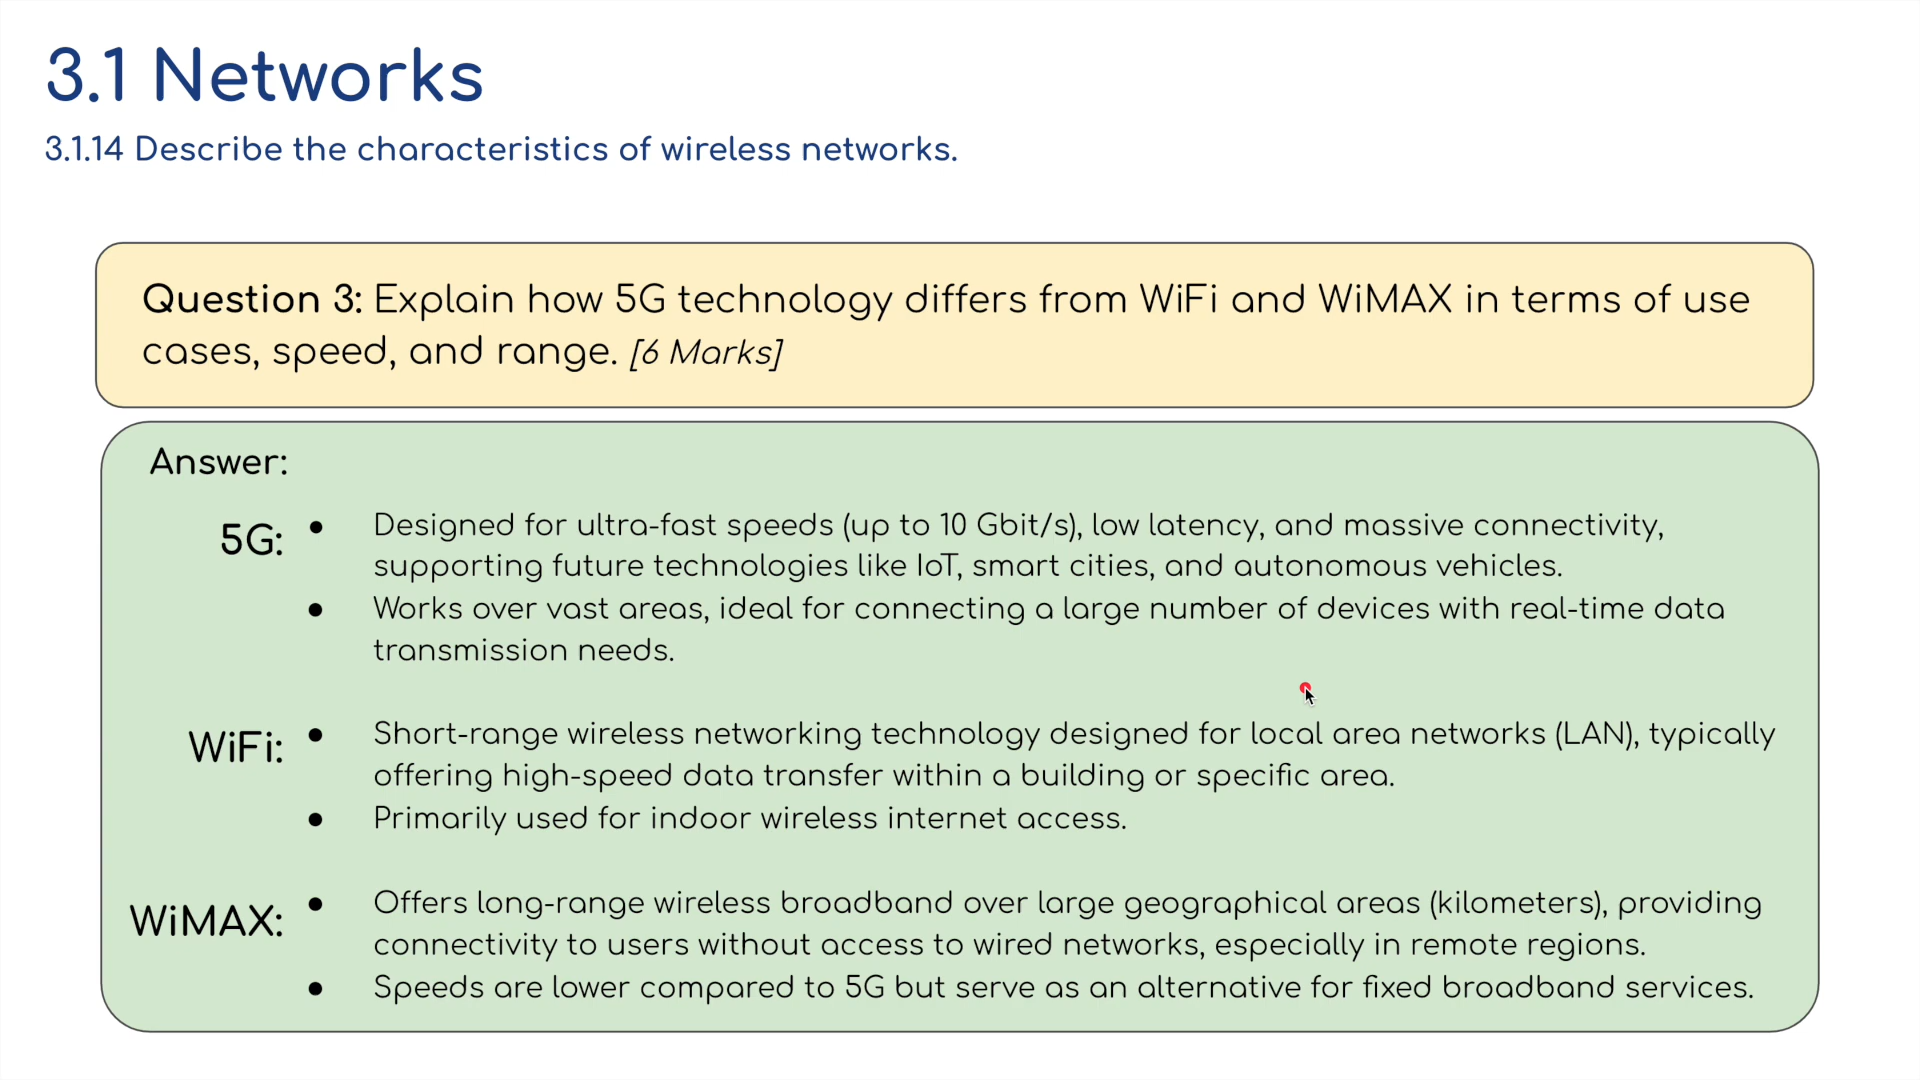 3.1 Networks
3.1.14 Describe the characteristics of wireless networks.
Question 3: Explain how 5G technology differs from WiFi and WiMAX in terms of use
cases, speed, and range. [6 Marks]
Answer:
5G:
● Designed for ultra-fast speeds (up to 10 Gbit/s), low latency, and massive connectivity,
supporting future technologies like IoT, smart cities, and autonomous vehicles.
● Works over vast areas, ideal for connecting a large number of devices with real-time data
transmission needs.
WiFi:
● Short-range wireless networking technology designed for local area networks (LAN), typically
offering high-speed data transfer within a building or specific area.
● Primarily used for indoor wireless internet access.
WiMAX:
● Offers long-range wireless broadband over large geographical areas (kilometers), providing
connectivity to users without access to wired networks, especially in remote regions.
● Speeds are lower compared to 5G but serve as an alternative for fixed broadband services.